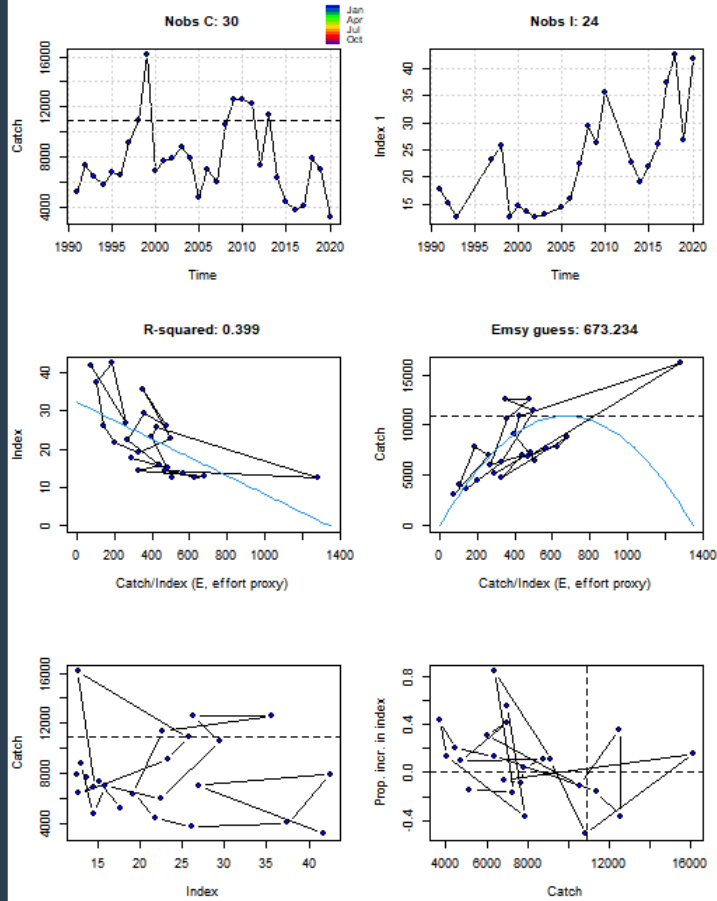 Nobs C: 30
Jan
Apr
Jul
Oct
Catch
4000
8000
12000
16000
1990 1995 2000 2005 2010 2015 2020
Time
Nobs I: 24
Index 1
15
20
25
30
35
40
1990 1995 2000 2005 2010 2015 2020
Time
R-squared: 0.399
Index
0
10
20
30
40
0 200 400 600 800 1000 1400
Catch/Index (E, effort proxy)
Emsy guess: 673.234
Catch
0
5000
10000
15000
0 200 400 600 1000 1400
Catch/Index (E, effort proxy)
Catch
4000
8000
12000
16000
15 20 25 30 35 40
Index
Prop. incr. in index
-0.4
0.0
0.4
0.8
4000 6000 8000 12000 16000
Catch